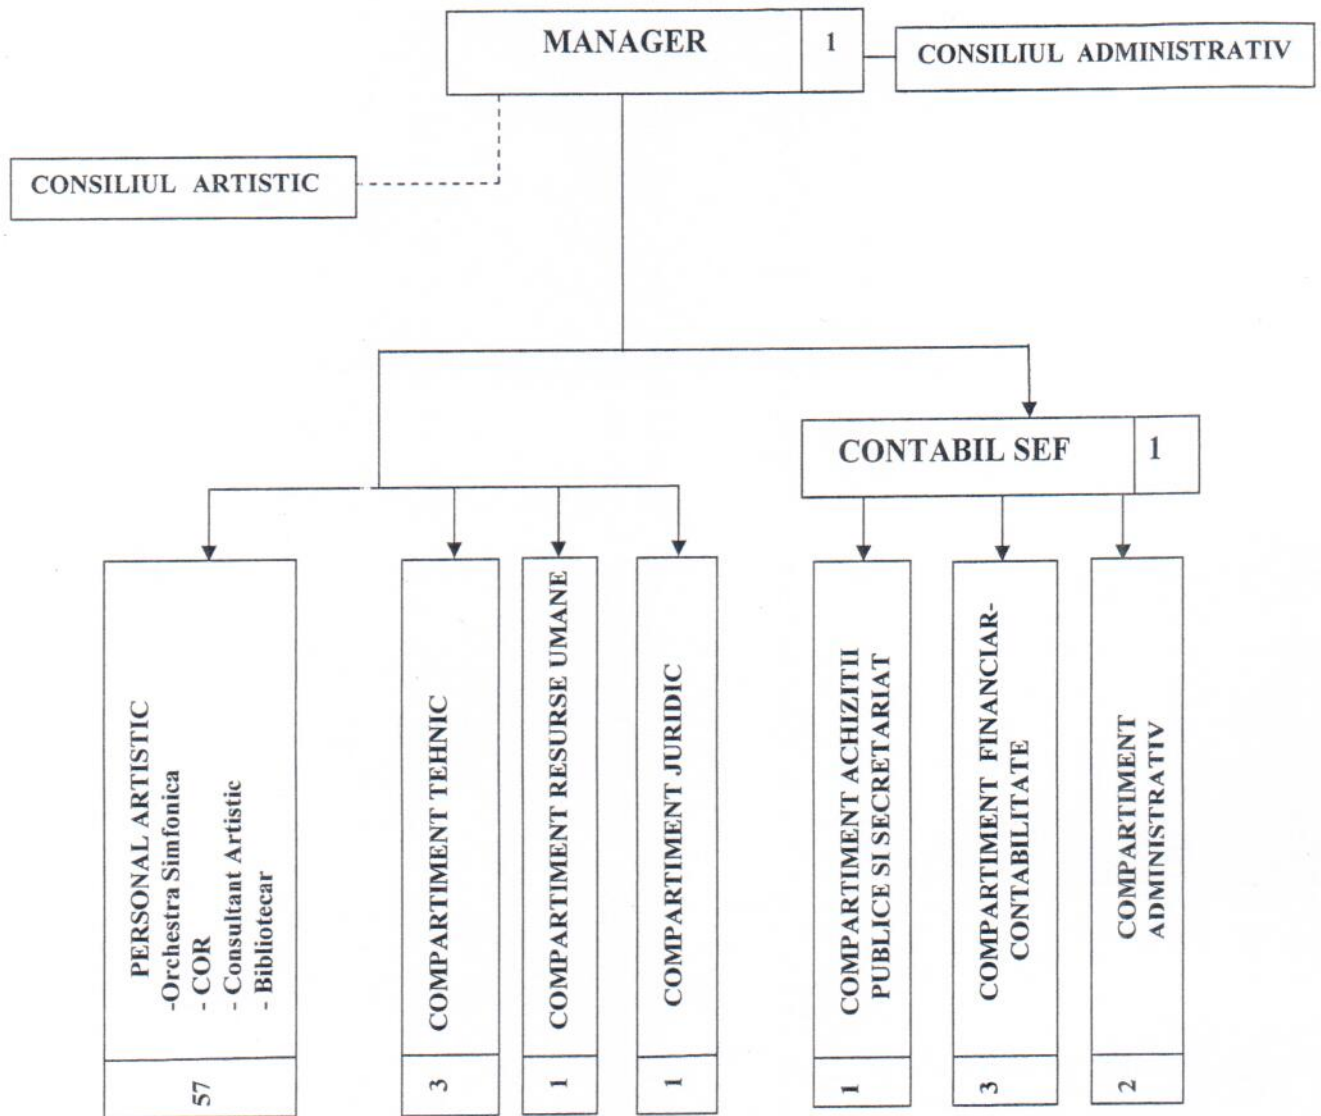 MANAGER
1
CONSILIUL ADMINISTRATIV
CONSILIUL ARTISTIC
CONTABIL SEF
1
PERSONAL ARTISTIC
-Orchestra Simfonica
- COR
- Consultant Artistic
- Bibliotecar
57
COMPARTIMENT TEHNIC
3
COMPARTIMENT RESURSE UMANE
1
COMPARTIMENT JURIDIC
1
COMPARTIMENT ACHIZITII
PUBLICE SI SECRETARIAT
1
COMPARTIMENT FINANCIAR-
CONTABILITATE
3
COMPARTIMENT
ADMINISTRATIV
2